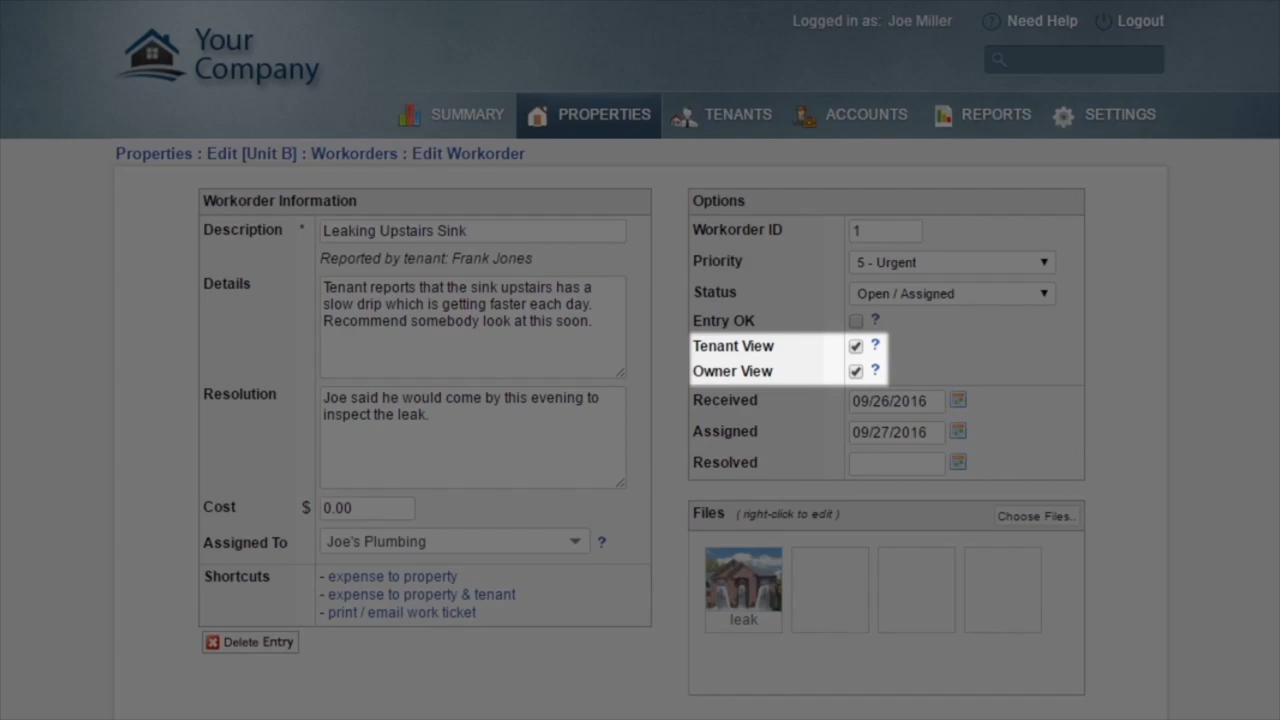 Logged in as: Joe Miller
Need Help
Logout
Your
Company
SUMMARY
PROPERTIES
TENANTS
ACCOUNTS
REPORTS
SETTINGS
Properties : Edit [Unit B] : Workorders : Edit Workorder
Workorder Information
Description * Leaking Upstairs Sink
Reported by tenant: Frank Jones
Details
Tenant reports that the sink upstairs has a
slow drip which is getting faster each day.
Recommend somebody look at this soon.
Resolution
Joe said he would come by this evening to
inspect the leak.
Cost $ 0.00
Assigned To Joe's Plumbing ?
Shortcuts
- expense to property
- expense to property & tenant
- print / email work ticket
Delete Entry
Options
Workorder ID 1
Priority 5 - Urgent
Status Open / Assigned
Entry OK ?
Tenant View ?
Owner View ?
Received 09/26/2016
Assigned 09/27/2016
Resolved
Files ( right-click to edit ) Choose Files..
leak